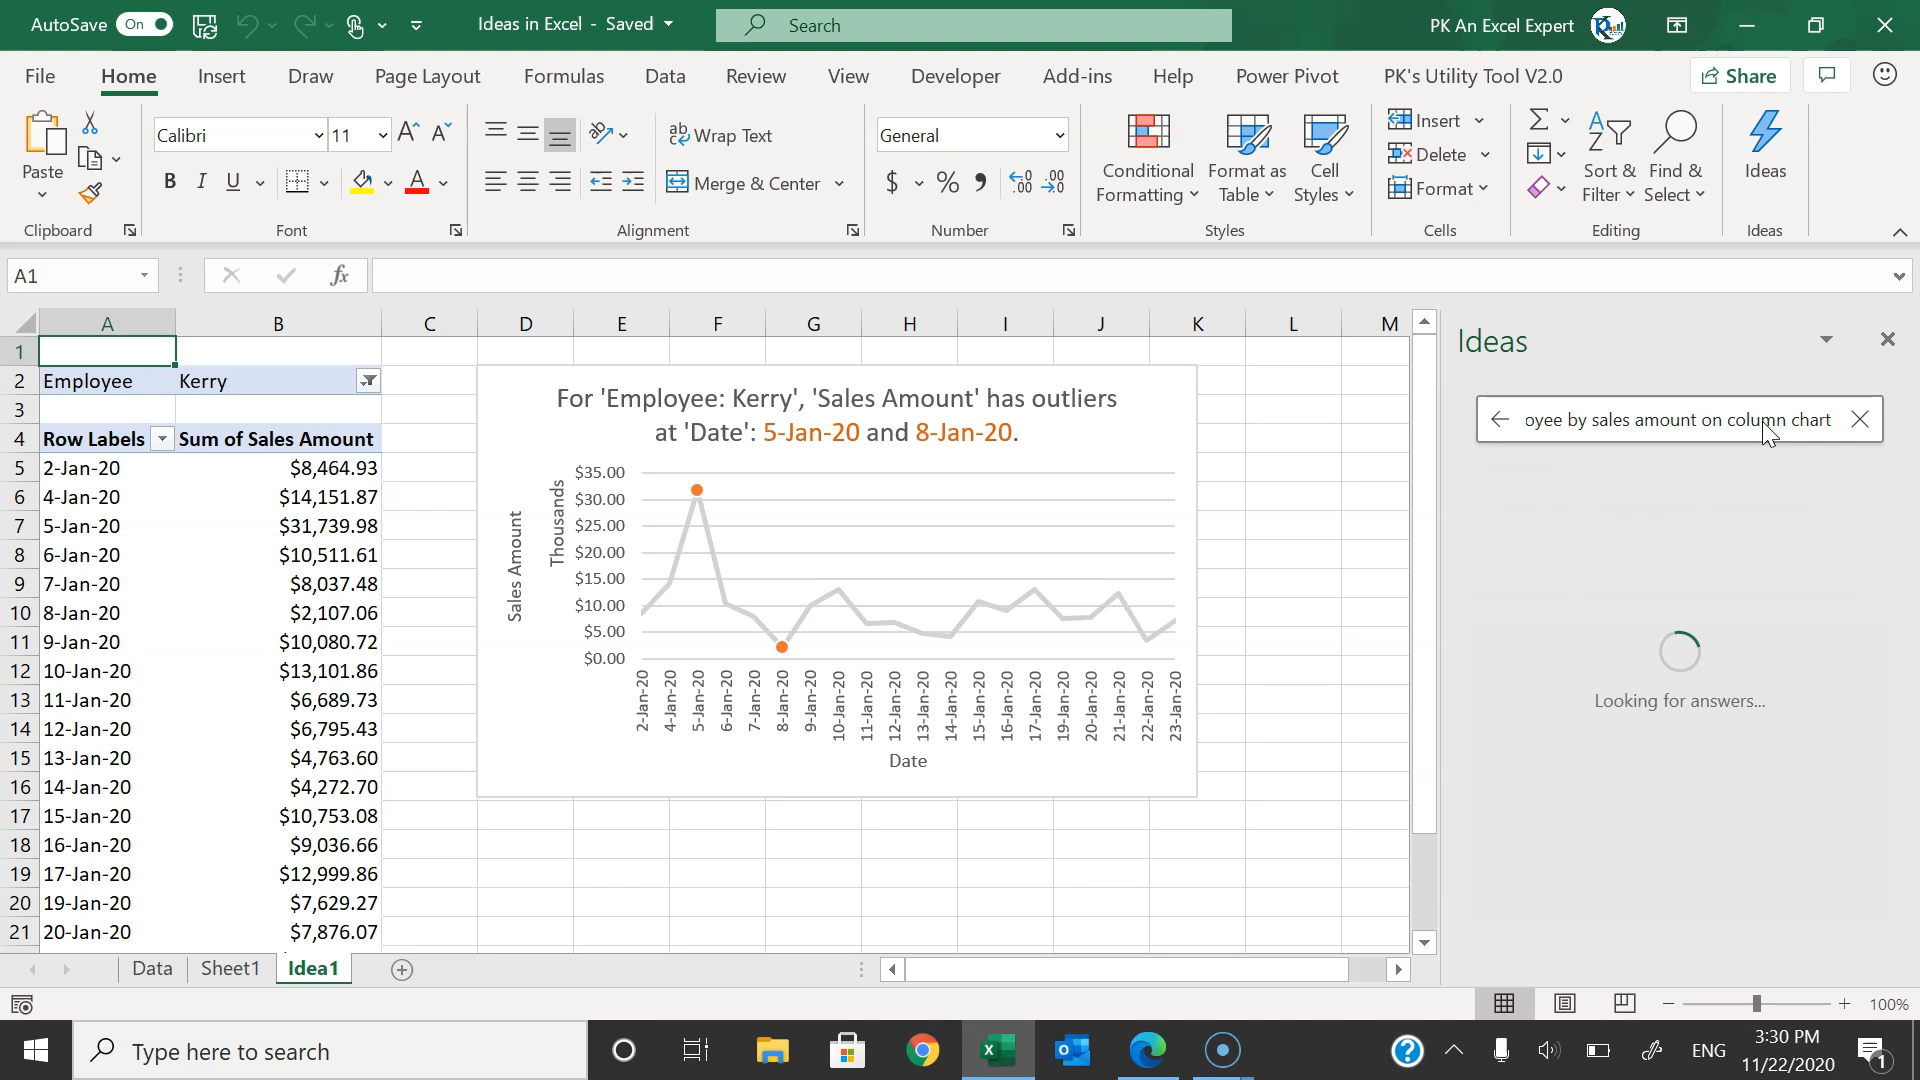 AutoSave On Ideas in Excel - Saved Search PK An Excel Expert
File Home Insert Draw Page Layout Formulas Data Review View Developer Add-ins Help Power Pivot PK's Utility Tool V2.0 Share
Paste
Clipboard
Calibri 11
B I U
Font
ab Wrap Text
Merge & Center
Alignment
General
$ % 9 .00
Number
Conditional Formatting
Format as Table
Cell Styles
Styles
Insert
Delete
Format
Cells
Sort & Filter
Find & Select
Editing
Ideas
Ideas
A1 fx
A B C D E F G H I J K L M
1
2 Employee Kerry
3
4 Row Labels Sum of Sales Amount
5 2-Jan-20 $8,464.93
6 4-Jan-20 $14,151.87
7 5-Jan-20 $31,739.98
8 6-Jan-20 $10,511.61
9 7-Jan-20 $8,037.48
10 8-Jan-20 $2,107.06
11 9-Jan-20 $10,080.72
12 10-Jan-20 $13,101.86
13 11-Jan-20 $6,689.73
14 12-Jan-20 $6,795.43
15 13-Jan-20 $4,763.60
16 14-Jan-20 $4,272.70
17 15-Jan-20 $10,753.08
18 16-Jan-20 $9,036.66
19 17-Jan-20 $12,999.86
20 19-Jan-20 $7,629.27
21 20-Jan-20 $7,876.07
For 'Employee: Kerry', 'Sales Amount' has outliers
at 'Date': 5-Jan-20 and 8-Jan-20.
Sales Amount
Thousands
$35.00
$30.00
$25.00
$20.00
$15.00
$10.00
$5.00
$0.00
2-Jan-20 4-Jan-20 5-Jan-20 6-Jan-20 7-Jan-20 8-Jan-20 9-Jan-20 10-Jan-20 11-Jan-20 12-Jan-20 13-Jan-20 14-Jan-20 15-Jan-20 16-Jan-20 17-Jan-20 19-Jan-20 20-Jan-20 21-Jan-20 22-Jan-20 23-Jan-20
Date
Ideas
oyee by sales amount on column chart
Looking for answers...
Data Sheet1 Idea1
100%
Type here to search
ENG
3:30 PM
11/22/2020
1